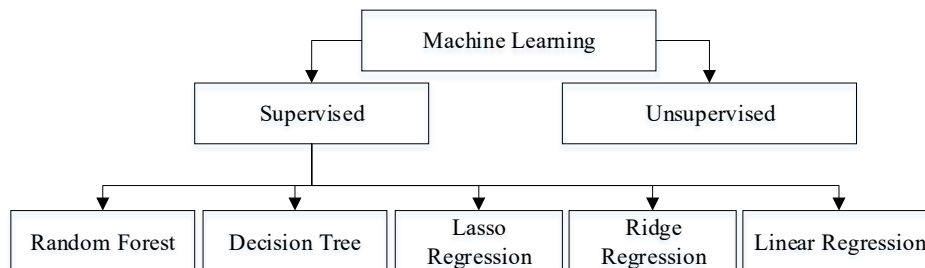 Machine Learning
Supervised
Unsupervised
Random Forest
Decision Tree
Lasso
Regression
Ridge
Regression
Linear Regression